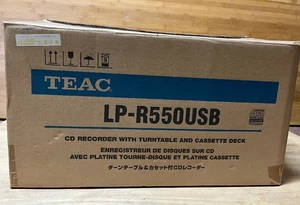 TEAC
LP-R550USB
CD RECORDER WITH TURNTABLE AND CASSETTE DECK
ENREGISTREUR DE DISQUES SUR CD
AVEC PLATINE TOURNE-DISQUE ET PLATINE CASSETTE
ターンテーブル&カセット付CDレコーダー